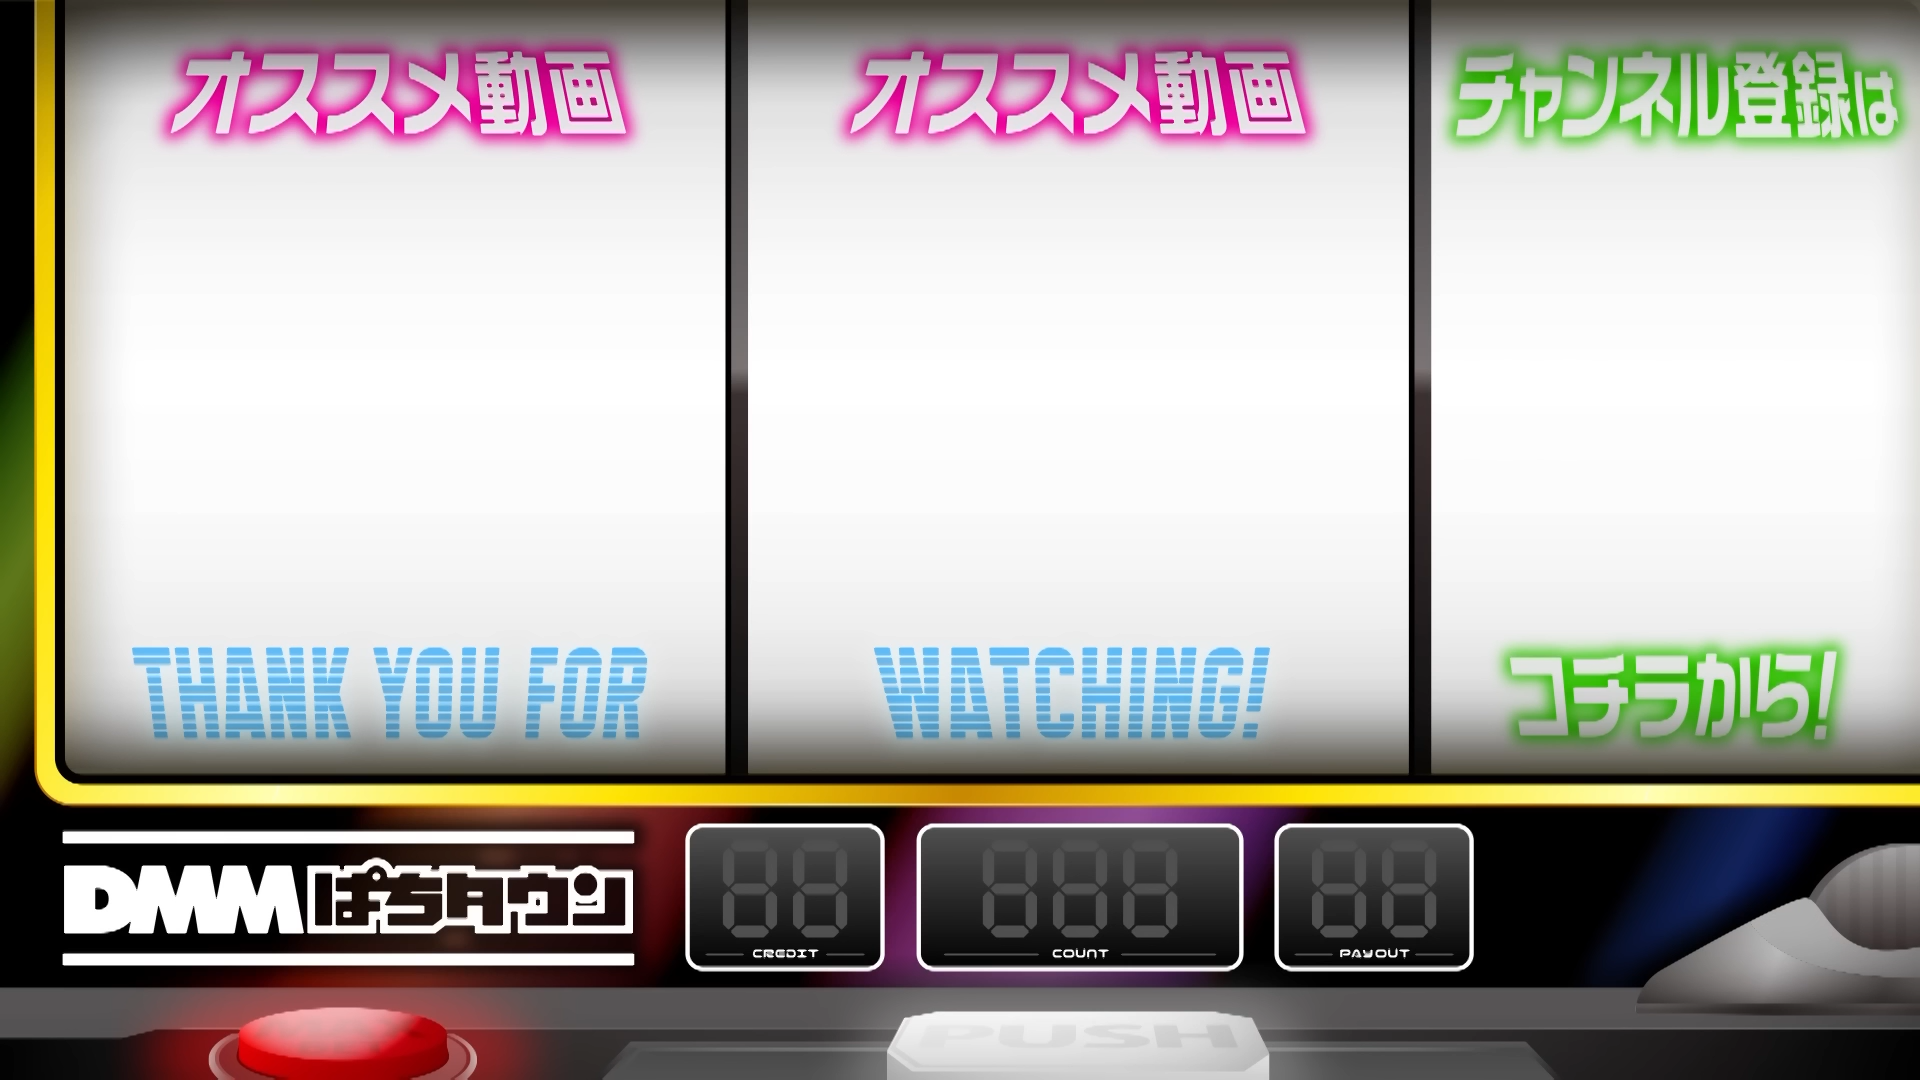 オススメ動画
オススメ動画
チャンネル登録は
THANK YOU FOR
WATCHING!
コチラから!
DMMぱちタウン
CREDIT
COUNT
PAYOUT
PUSH